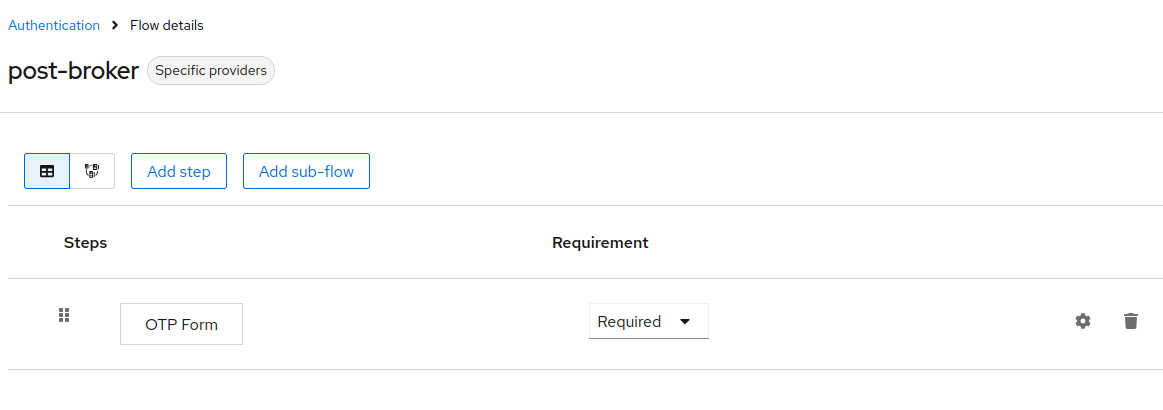 Authentication Flow details
post-broker Specific providers
Add step Add sub-flow
Steps Requirement
OTP Form Required